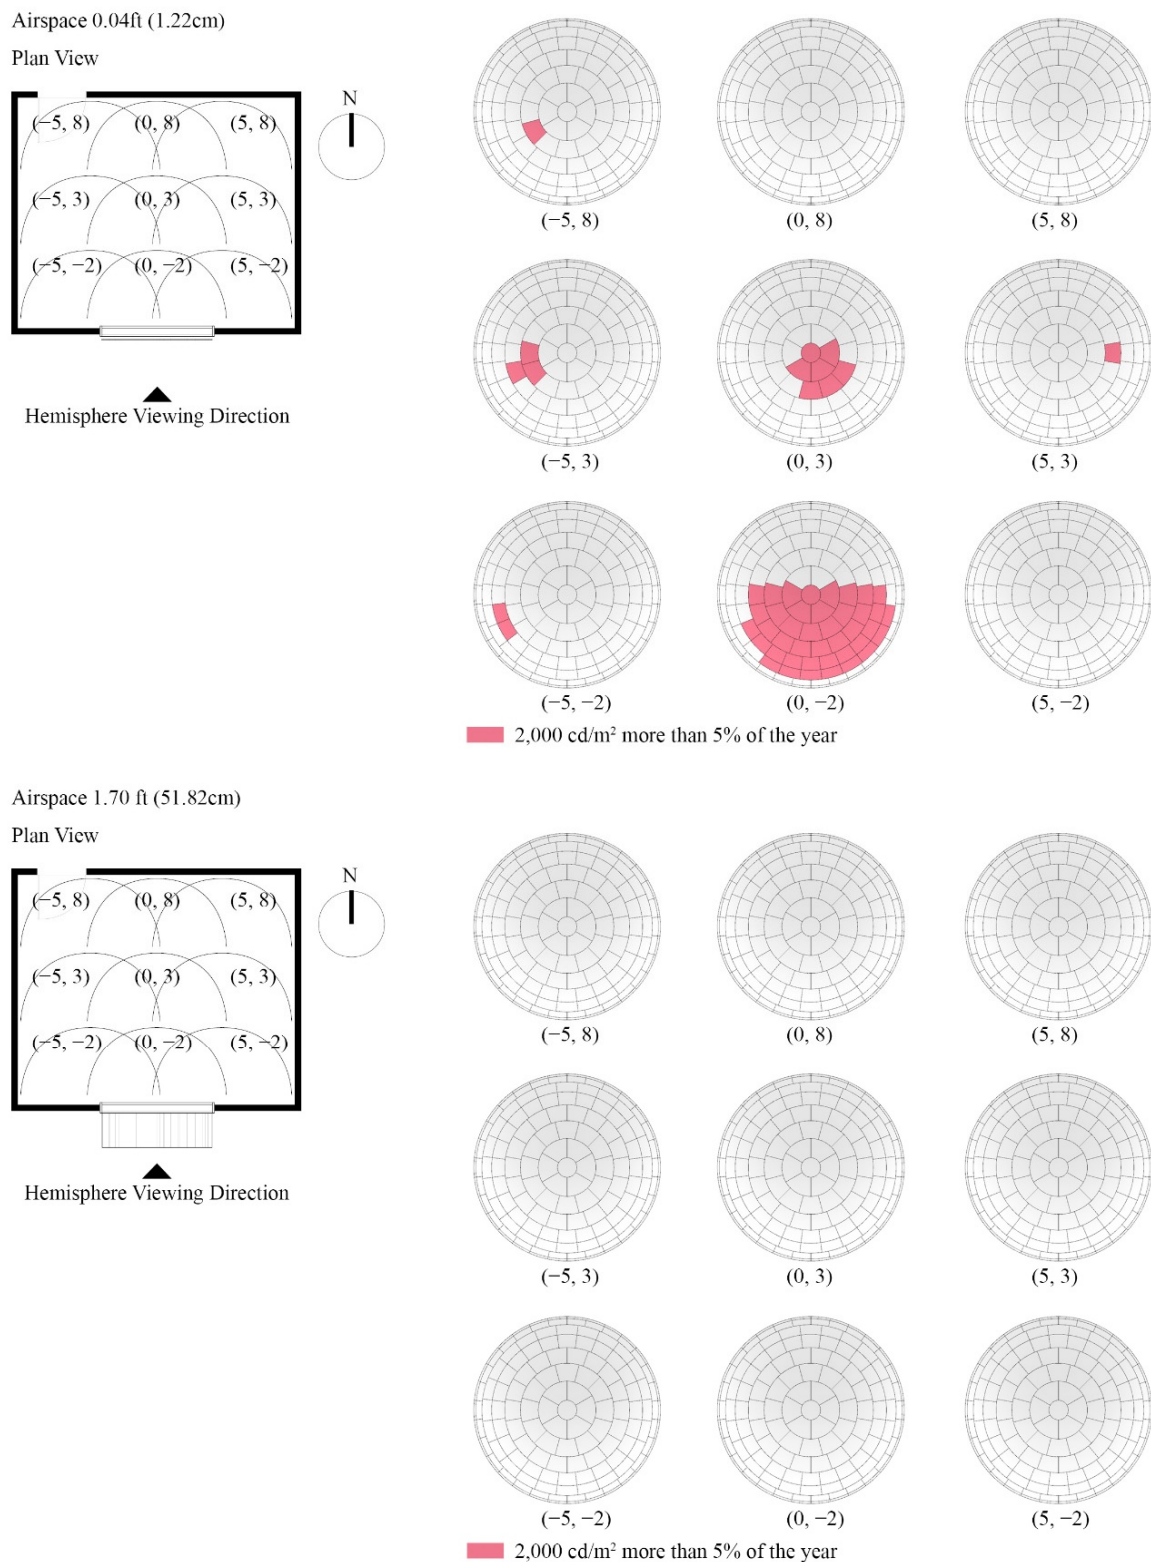 Airspace 0.04ft (1.22cm)
Plan View
N
(−5, 8) (0, 8) (5, 8)
(−5, 3) (0, 3) (5, 3)
(−5, −2) (0, −2) (5, −2)
Hemisphere Viewing Direction
(−5, 8) (0, 8) (5, 8)
(−5, 3) (0, 3) (5, 3)
(−5, −2) (0, −2) (5, −2)
2,000 cd/m² more than 5% of the year
Airspace 1.70 ft (51.82cm)
Plan View
N
(−5, 8) (0, 8) (5, 8)
(−5, 3) (0, 3) (5, 3)
(−5, −2) (0, −2) (5, −2)
Hemisphere Viewing Direction
(−5, 8) (0, 8) (5, 8)
(−5, 3) (0, 3) (5, 3)
(−5, −2) (0, −2) (5, −2)
2,000 cd/m² more than 5% of the year